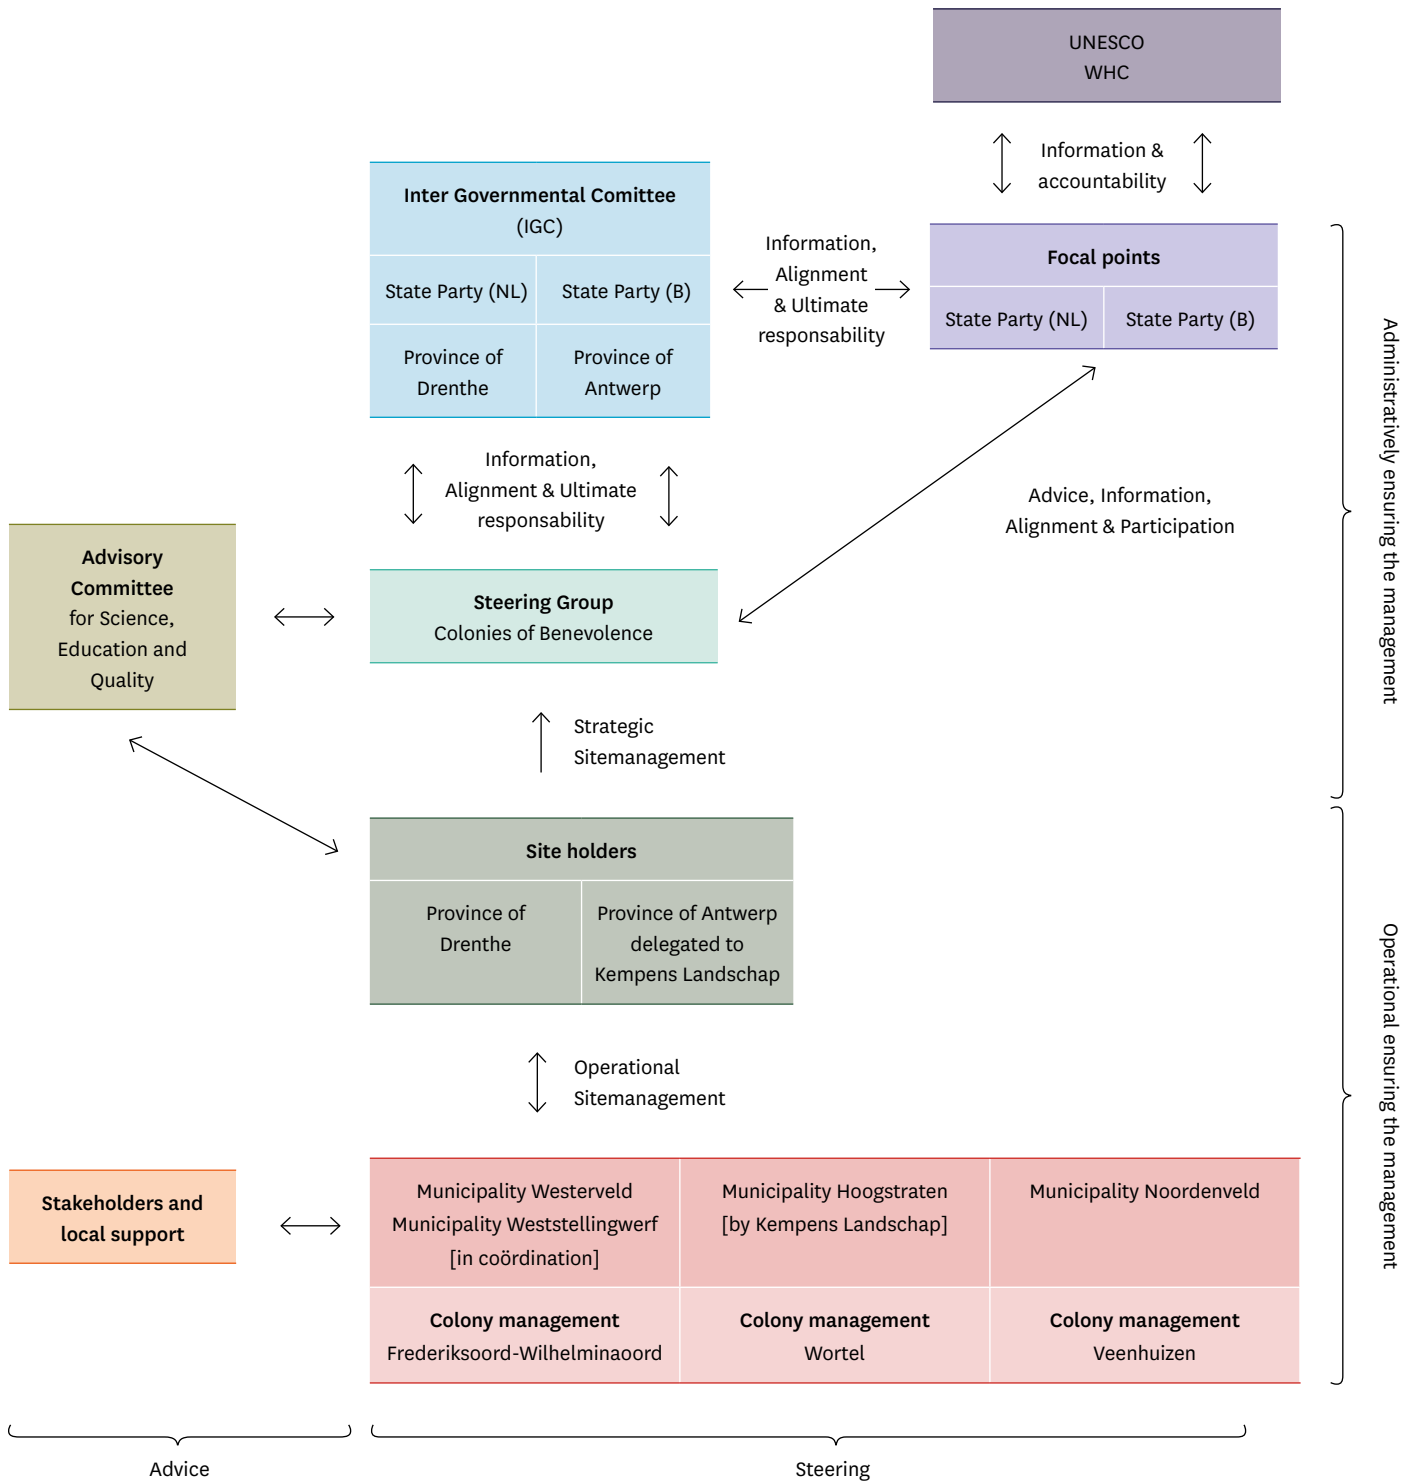 UNESCO
WHC
Information &
accountability
Inter Governmental Comittee
(IGC)
State Party (NL)
State Party (B)
Province of
Drenthe
Province of
Antwerp
Information,
Alignment
& Ultimate
responsability
Focal points
State Party (NL)
State Party (B)
Information,
Alignment & Ultimate
responsability
Advice, Information,
Alignment & Participation
Administratively ensuring the management
Advisory
Committee
for Science,
Education and
Quality
Steering Group
Colonies of Benevolence
Strategic
Sitemanagement
Site holders
Province of
Drenthe
Province of Antwerp
delegated to
Kempens Landschap
Operational
Sitemanagement
Operational ensuring the management
Stakeholders and
local support
Municipality Westerveld
Municipality Weststellingwerf
[in coördination]
Municipality Hoogstraten
[by Kempens Landschap]
Municipality Noordenveld
Colony management
Frederiksoord-Wilhelminaoord
Colony management
Wortel
Colony management
Veenhuizen
Advice
Steering